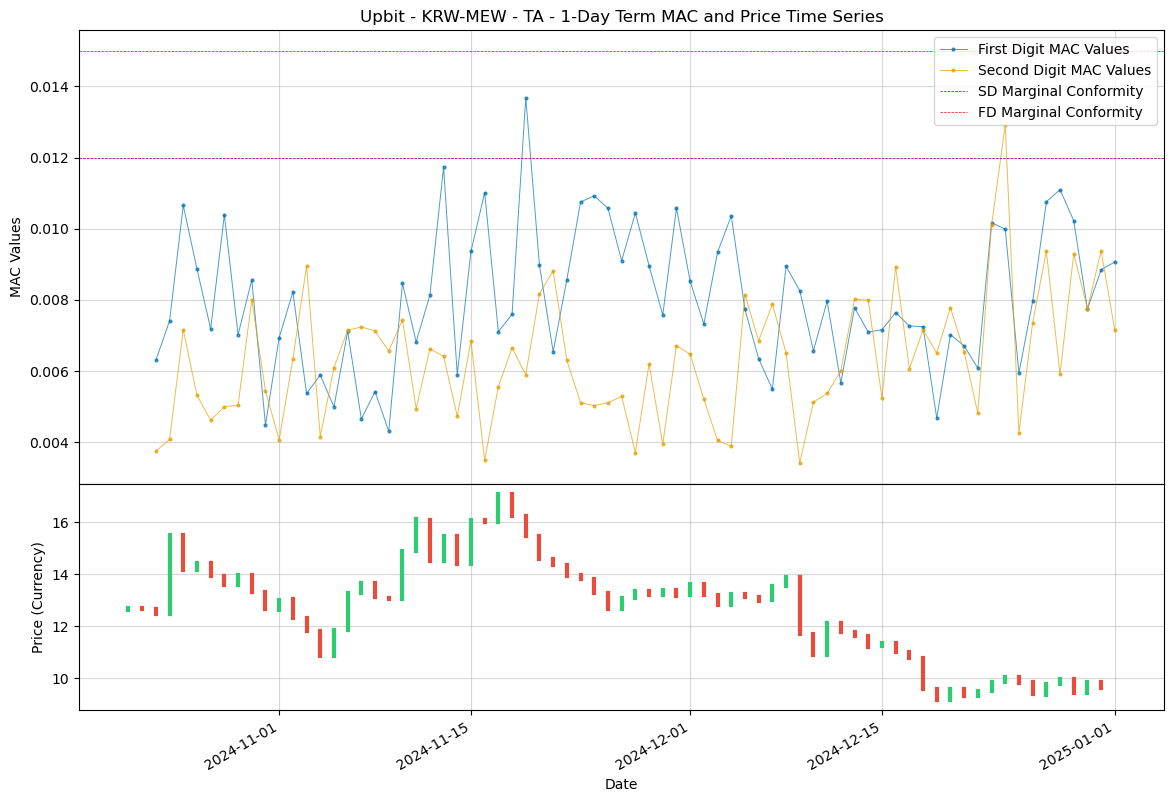 Upbit - KRW-MEW - TA - 1-Day Term MAC and Price Time Series
First Digit MAC Values
Second Digit MAC Values
SD Marginal Conformity
FD Marginal Conformity
MAC Values
0.014
0.012
0.010
0.008
0.006
0.004
Price (Currency)
16
14
12
10
2024-11-01
2024-11-15
2024-12-01
2024-12-15
2025-01-01
Date